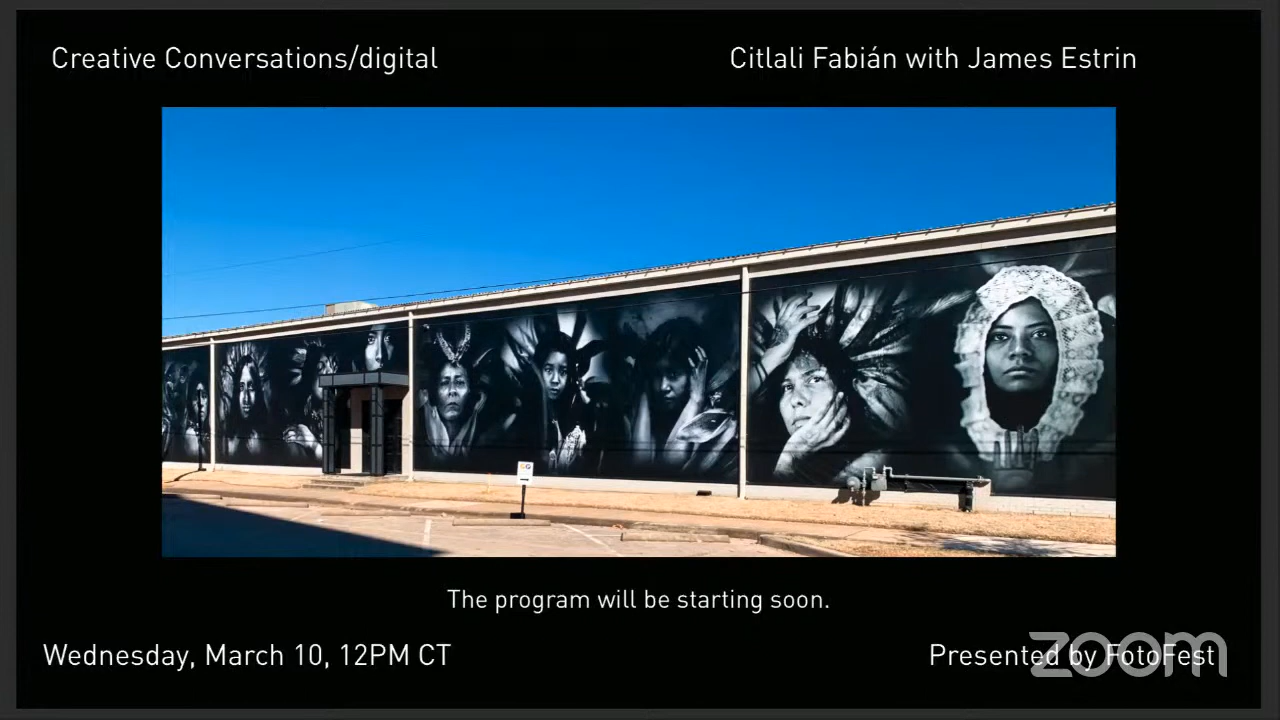 Creative Conversations/digital
Citlali Fabián with James Estrin
The program will be starting soon.
Wednesday, March 10, 12PM CT
Presented by FotoFest
zoom